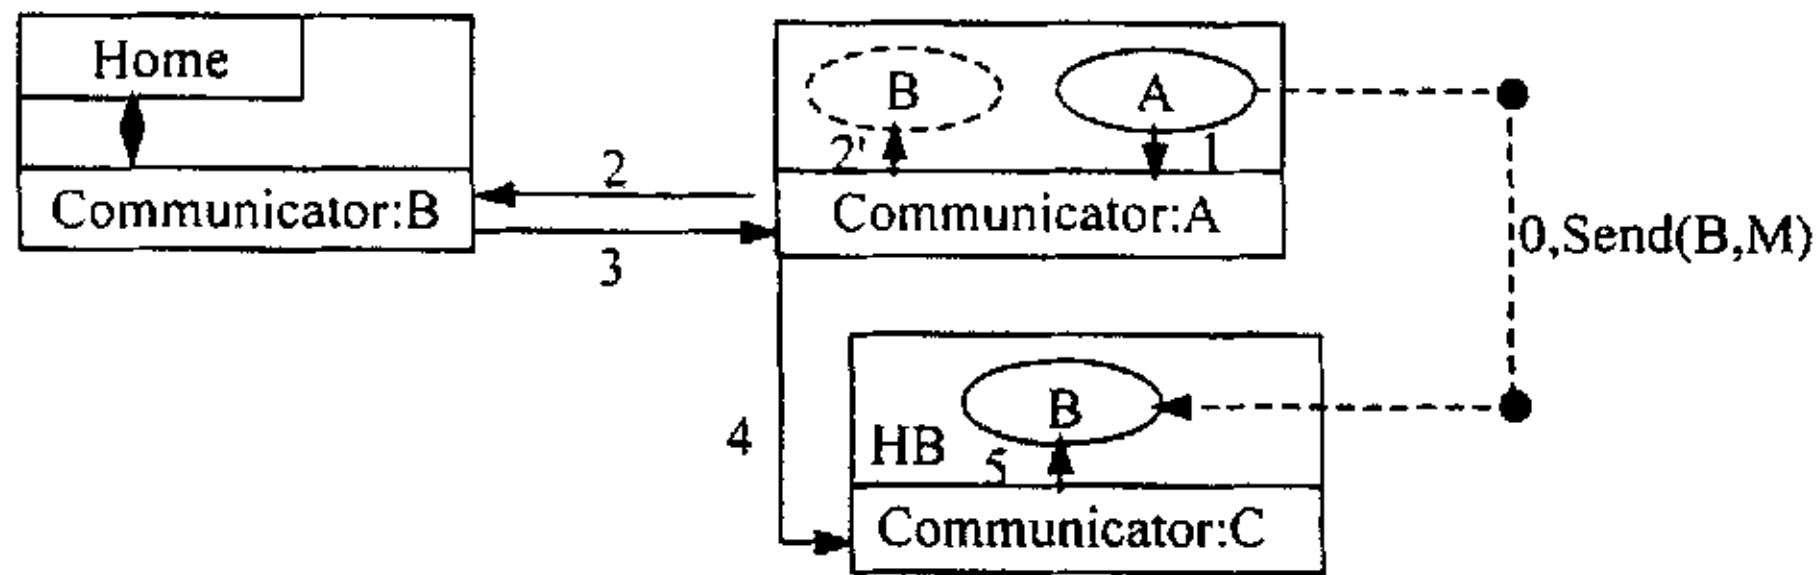 Home
Communicator:B
2
3
B
A
2'
1
Communicator:A
0,Send(B,M)
4
B
HB
5
Communicator:C